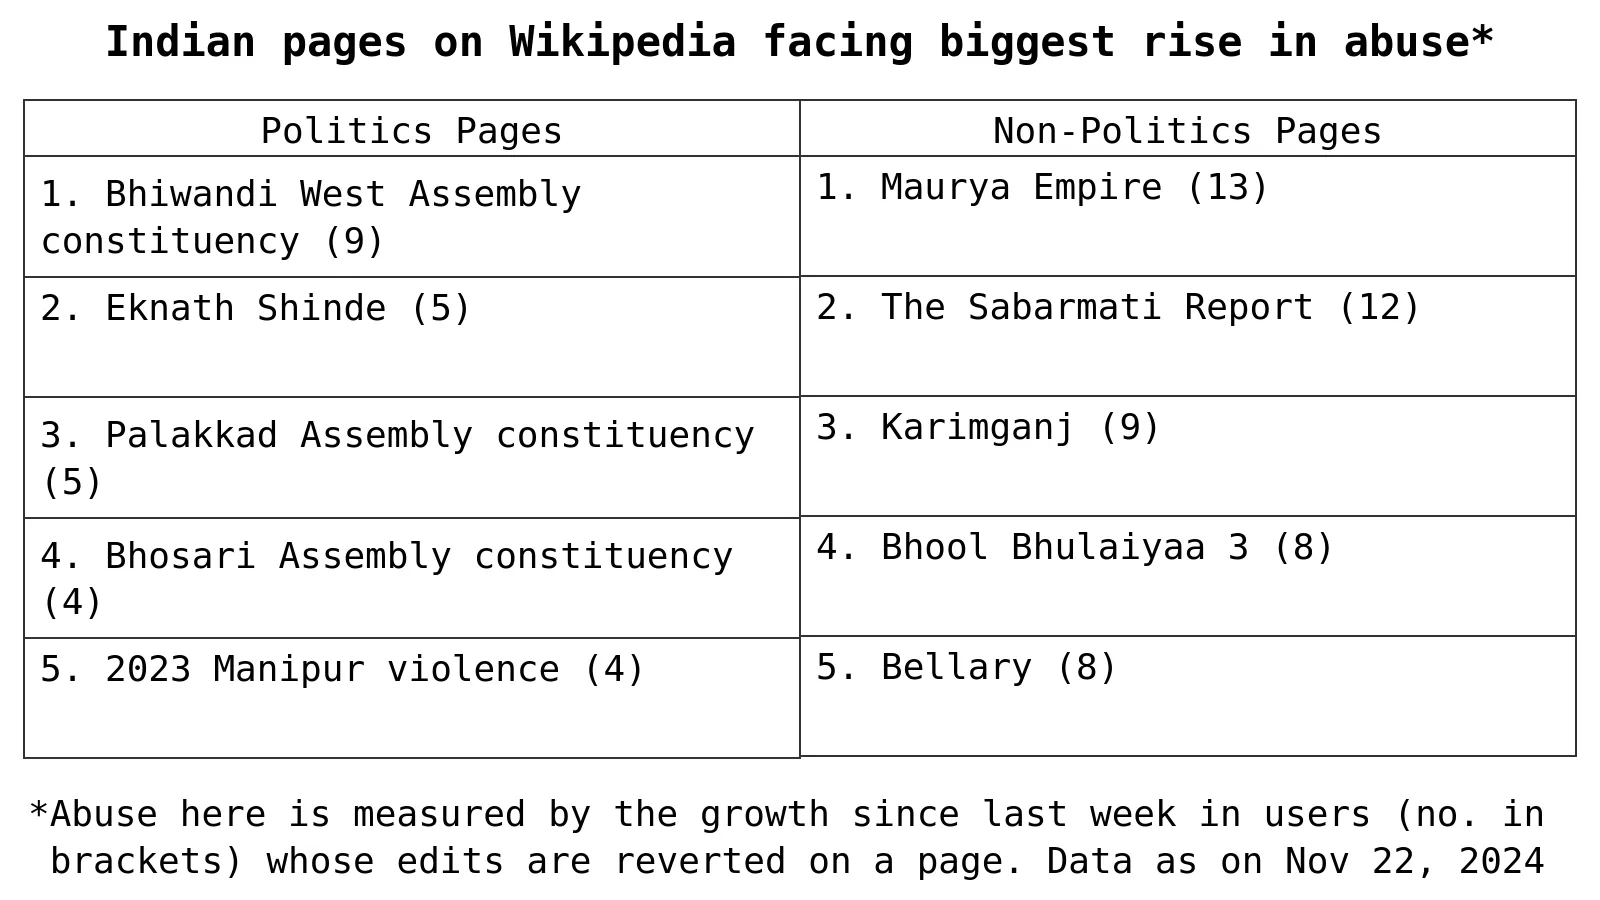 Indian pages on Wikipedia facing biggest rise in abuse*
Politics Pages
Non-Politics Pages
1. Bhiwandi West Assembly
constituency (9)
1. Maurya Empire (13)
2. Eknath Shinde (5)
2. The Sabarmati Report (12)
3. Palakkad Assembly constituency
(5)
3. Karimganj (9)
4. Bhosari Assembly constituency
(4)
4. Bhool Bhulaiyaa 3 (8)
5. 2023 Manipur violence (4)
5. Bellary (8)
*Abuse here is measured by the growth since last week in users (no. in
brackets) whose edits are reverted on a page. Data as on Nov 22, 2024